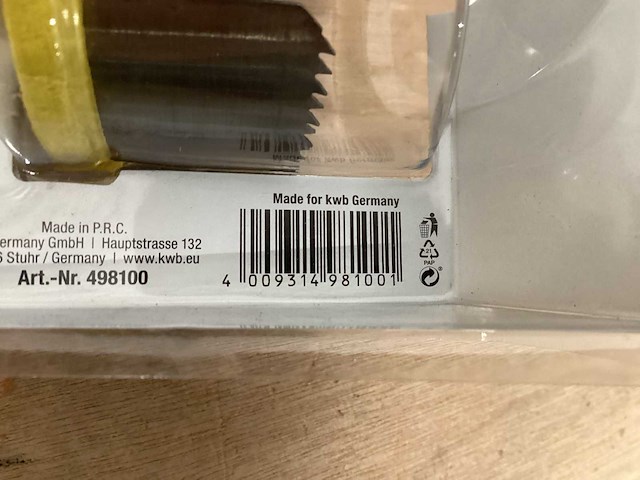 Made for kwb Germany
Made in P.R.C.
ermany GmbH | Hauptstrasse 132
6 Stuhr / Germany | www.kwb.eu
Art.-Nr. 498100
4 009314 981001
21
PAP